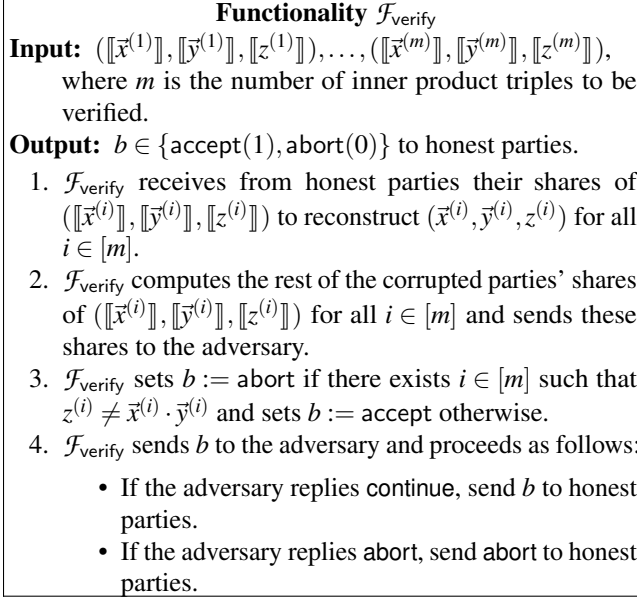 Functionality ℱ_verify
Input: (⟦x⃗^(1)⟧, ⟦y⃗^(1)⟧, ⟦z^(1)⟧), …, (⟦x⃗^(m)⟧, ⟦y⃗^(m)⟧, ⟦z^(m)⟧),
where m is the number of inner product triples to be
verified.
Output: b ∈ {accept(1), abort(0)} to honest parties.
1. ℱ_verify receives from honest parties their shares of
(⟦x⃗^(i)⟧, ⟦y⃗^(i)⟧, ⟦z^(i)⟧) to reconstruct (x⃗^(i), y⃗^(i), z^(i)) for all
i ∈ [m].
2. ℱ_verify computes the rest of the corrupted parties' shares
of (⟦x⃗^(i)⟧, ⟦y⃗^(i)⟧, ⟦z^(i)⟧) for all i ∈ [m] and sends these
shares to the adversary.
3. ℱ_verify sets b := abort if there exists i ∈ [m] such that
z^(i) ≠ x⃗^(i) · y⃗^(i) and sets b := accept otherwise.
4. ℱ_verify sends b to the adversary and proceeds as follows:
• If the adversary replies continue, send b to honest
parties.
• If the adversary replies abort, send abort to honest
parties.